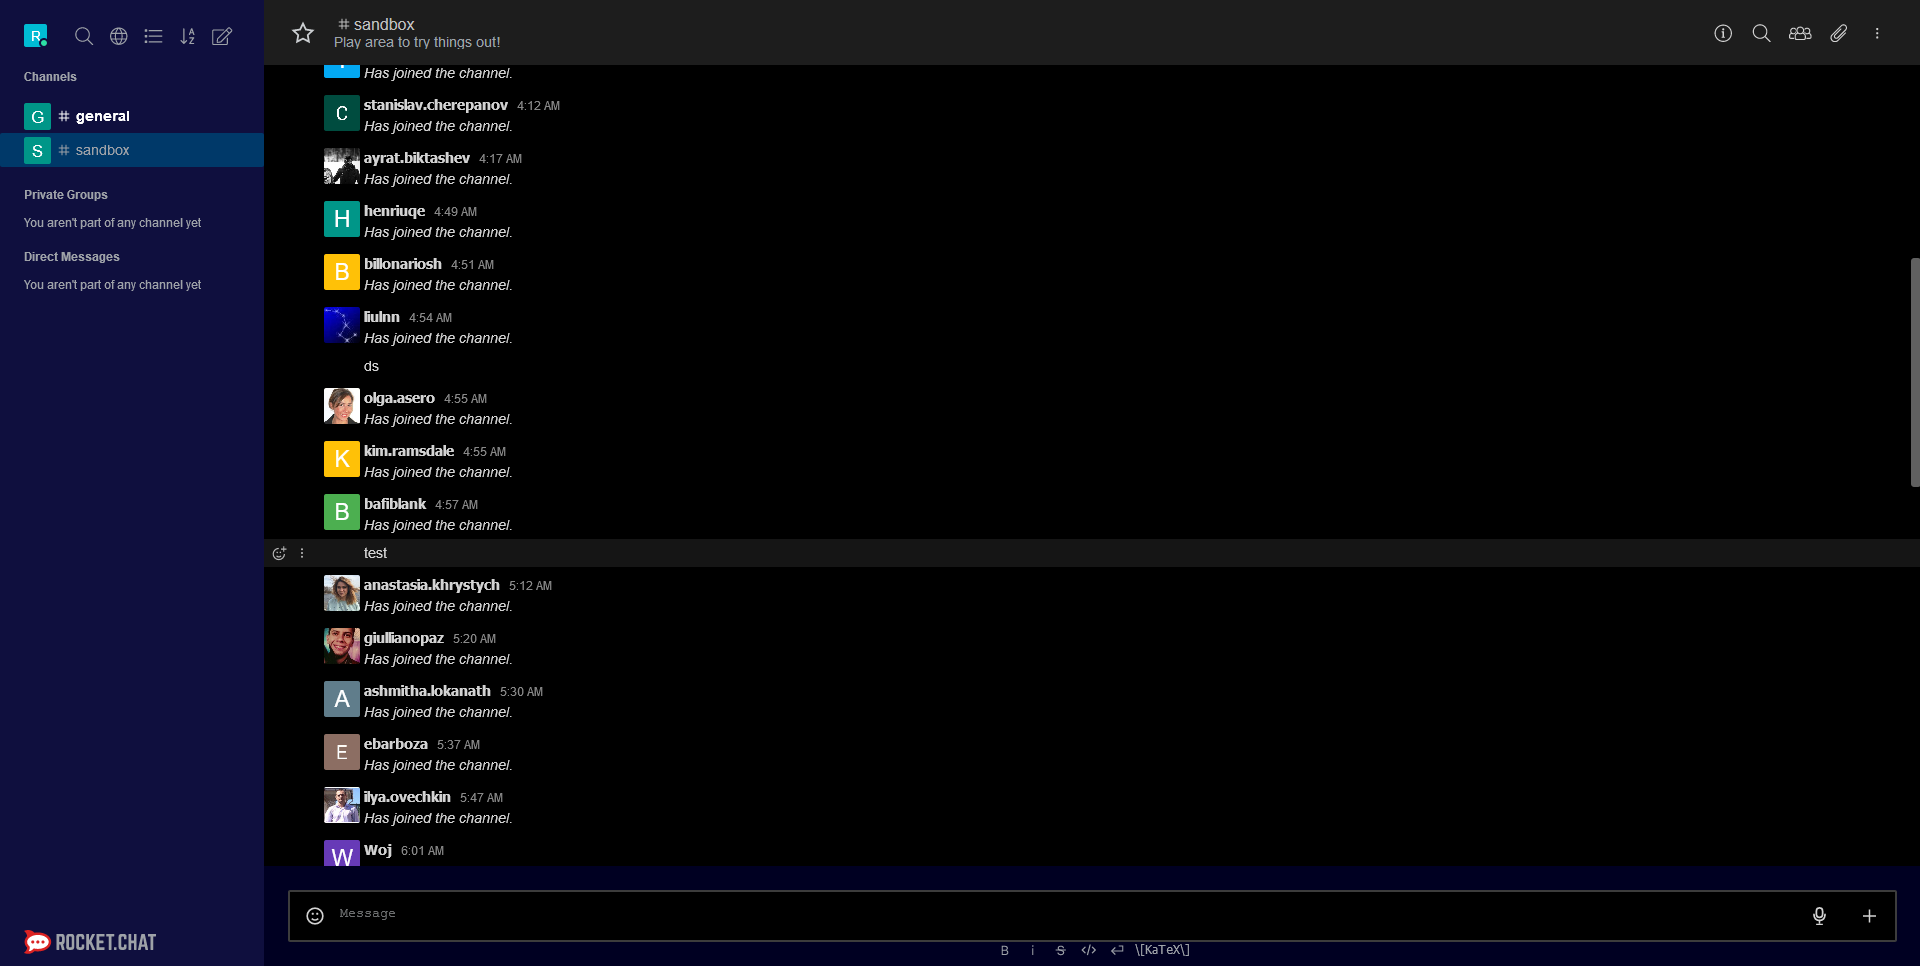 R
Channels
G # general
S # sandbox
Private Groups
You aren't part of any channel yet
Direct Messages
You aren't part of any channel yet
ROCKET.CHAT
# sandbox
Play area to try things out!
Has joined the channel.
C stanislav.cherepanov 4:12 AM
Has joined the channel.
ayrat.biktashev 4:17 AM
Has joined the channel.
H henriuqe 4:49 AM
Has joined the channel.
B billonariosh 4:51 AM
Has joined the channel.
liulnn 4:54 AM
Has joined the channel.
ds
olga.asero 4:55 AM
Has joined the channel.
K kim.ramsdale 4:55 AM
Has joined the channel.
B bafiblank 4:57 AM
Has joined the channel.
test
anastasia.khrystych 5:12 AM
Has joined the channel.
giullianopaz 5:20 AM
Has joined the channel.
A ashmitha.lokanath 5:30 AM
Has joined the channel.
E ebarboza 5:37 AM
Has joined the channel.
ilya.ovechkin 5:47 AM
Has joined the channel.
W Woj 6:01 AM
Message
B i S </> \[KaTeX\]